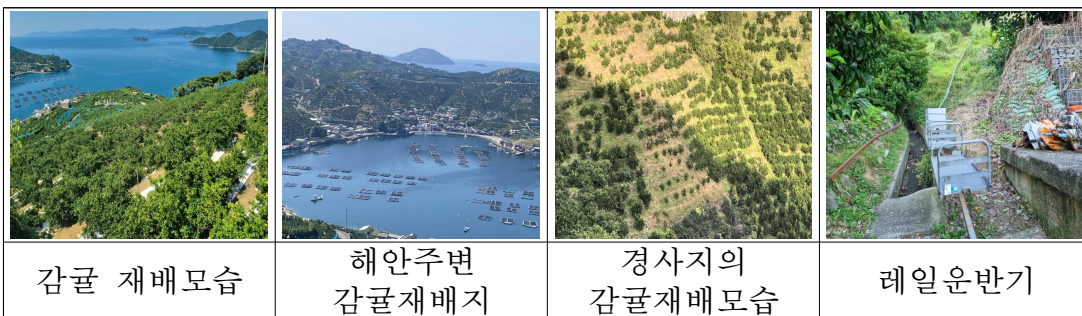 감귤 재배모습
해안주변
감귤재배지
경사지의
감귤재배모습
레일운반기